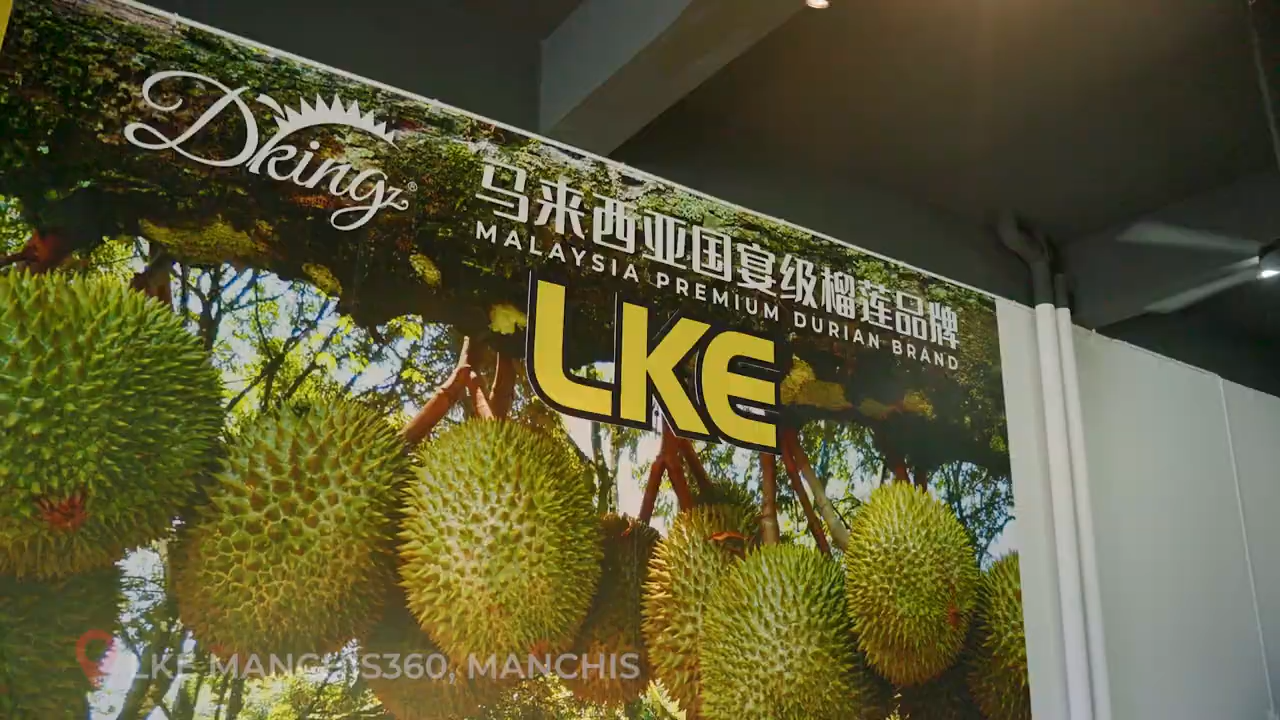 D'king®
马来西亚国宴级榴莲品牌
MALAYSIA PREMIUM DURIAN BRAND
LKE
LKE MANCHIS360, MANCHIS